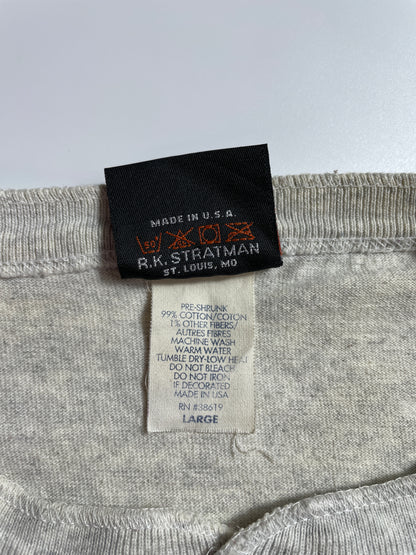 MADE IN U.S.A.
50°
R.K. STRATMAN
ST. LOUIS, MO
PRE-SHRUNK
99% COTTON/COTON
1% OTHER FIBERS/
AUTRES FIBRES
MACHINE WASH
WARM WATER
TUMBLE DRY-LOW HEAT
DO NOT BLEACH
DO NOT IRON
IF DECORATED
MADE IN USA
RN #38619
LARGE